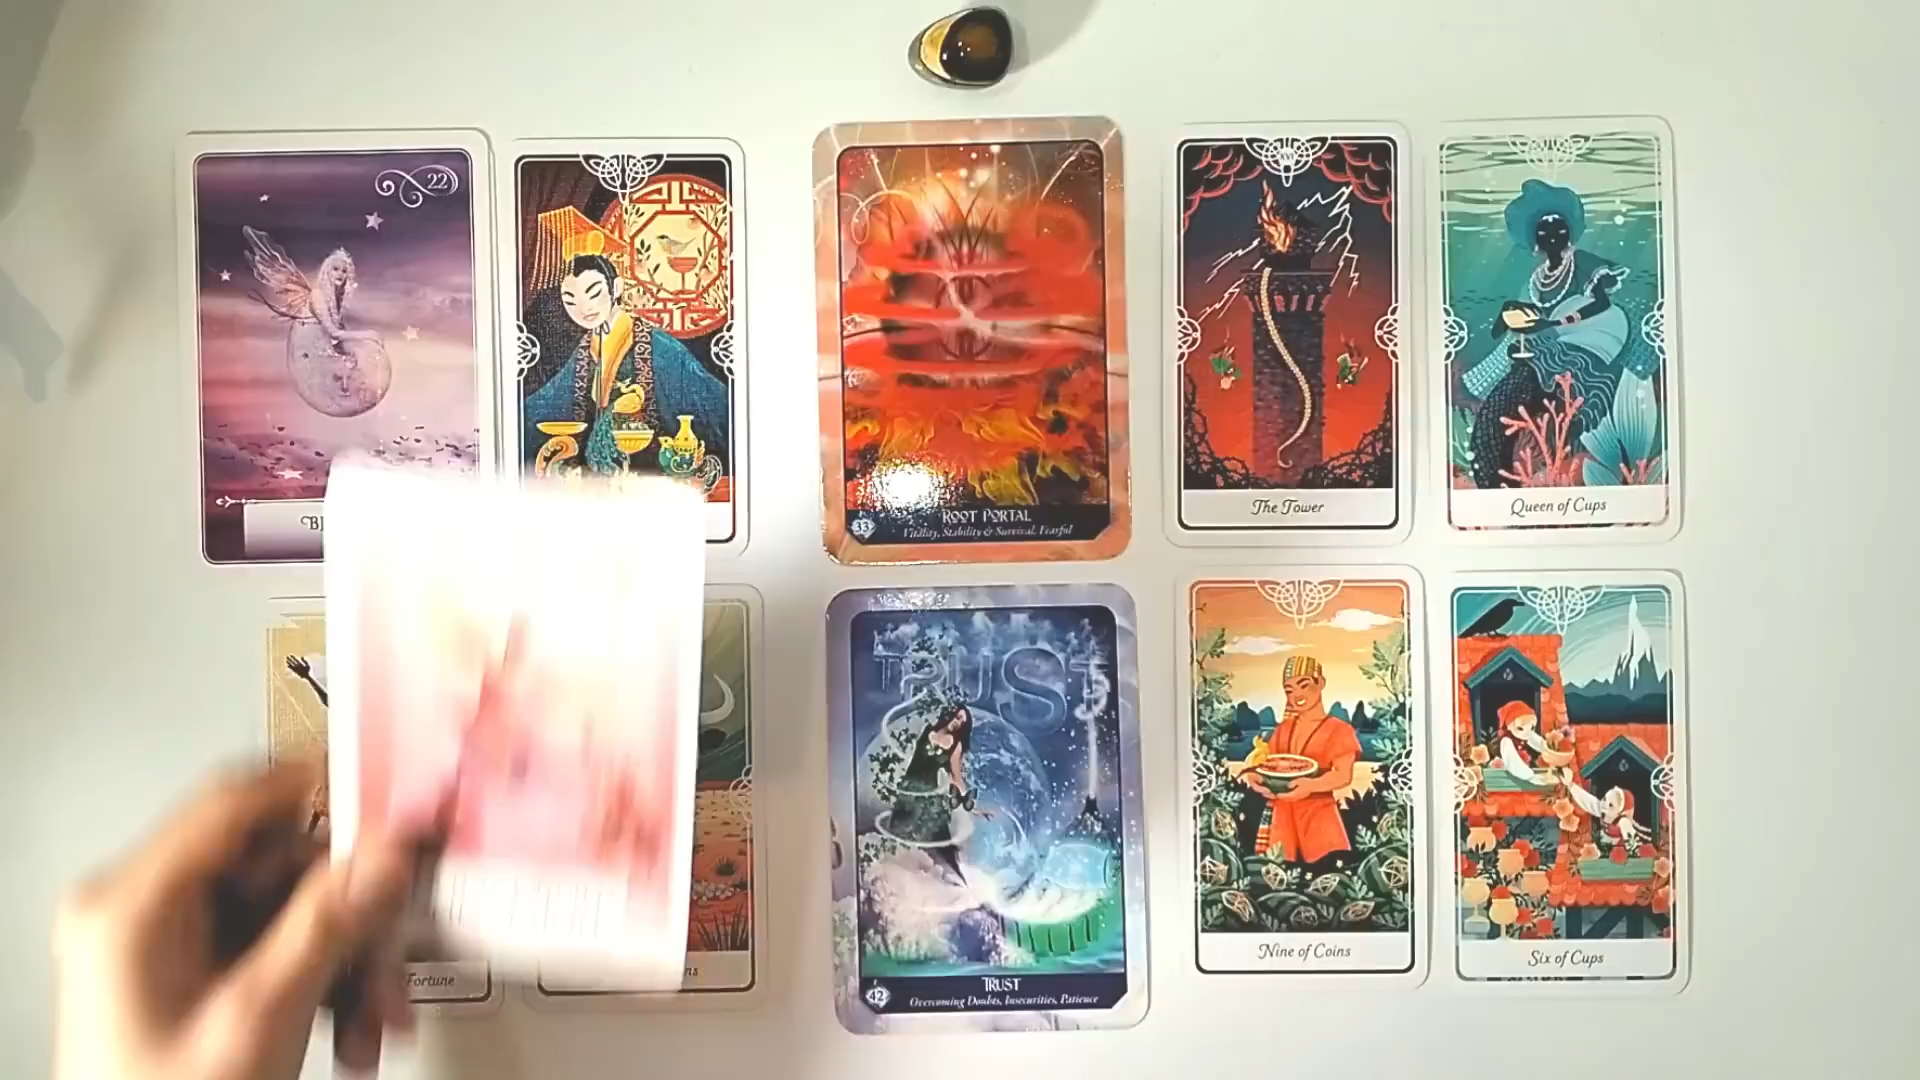 22
XVI
The Tower
Queen of Cups
33
ROOT PORTAL
Vitality, Stability & Survival, Fearful
TRUST
Nine of Coins
Six of Cups
Fortune
42
TRUST
Overcoming Doubts, Insecurities, Patience